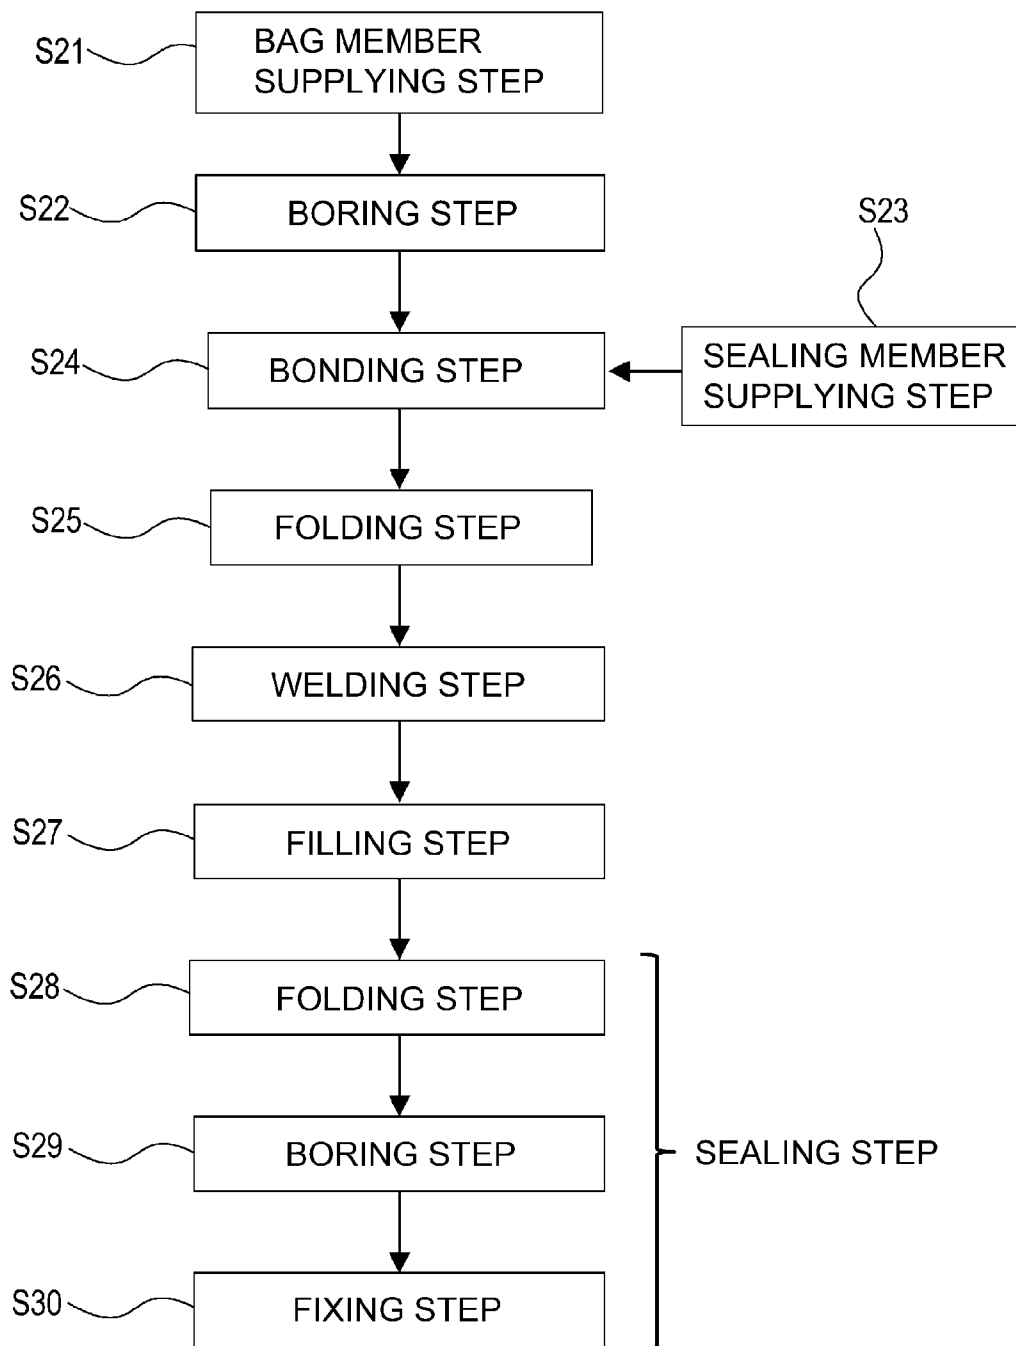 S21
BAG MEMBER
SUPPLYING STEP
S22
BORING STEP
S23
S24
BONDING STEP
SEALING MEMBER
SUPPLYING STEP
S25
FOLDING STEP
S26
WELDING STEP
S27
FILLING STEP
S28
FOLDING STEP
S29
BORING STEP
SEALING STEP
S30
FIXING STEP